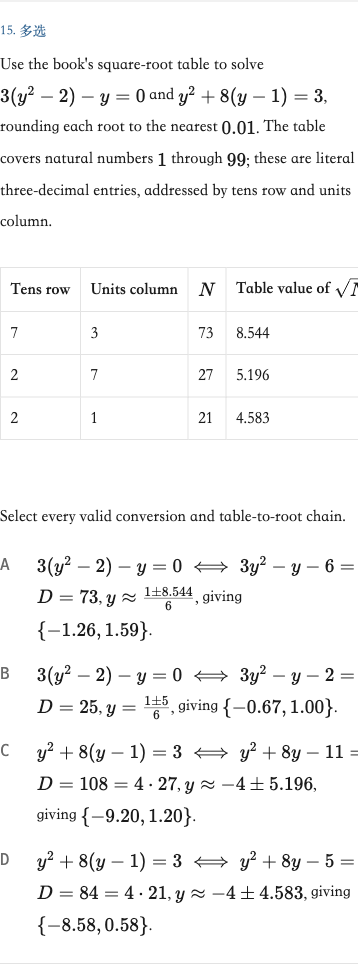 15. 多选
Use the book's square-root table to solve
3(y² − 2) − y = 0 and y² + 8(y − 1) = 3,
rounding each root to the nearest 0.01. The table
covers natural numbers 1 through 99; these are literal
three-decimal entries, addressed by tens row and units
column.
Tens row Units column N Table value of √N
7 3 73 8.544
2 7 27 5.196
2 1 21 4.583
Select every valid conversion and table-to-root chain.
A 3(y² − 2) − y = 0 ⟺ 3y² − y − 6 =
D = 73, y ≈ (1±8.544)/6, giving
{−1.26, 1.59}.
B 3(y² − 2) − y = 0 ⟺ 3y² − y − 2 =
D = 25, y = (1±5)/6, giving {−0.67, 1.00}.
C y² + 8(y − 1) = 3 ⟺ y² + 8y − 11 =
D = 108 = 4 · 27, y ≈ −4 ± 5.196,
giving {−9.20, 1.20}.
D y² + 8(y − 1) = 3 ⟺ y² + 8y − 5 =
D = 84 = 4 · 21, y ≈ −4 ± 4.583, giving
{−8.58, 0.58}.